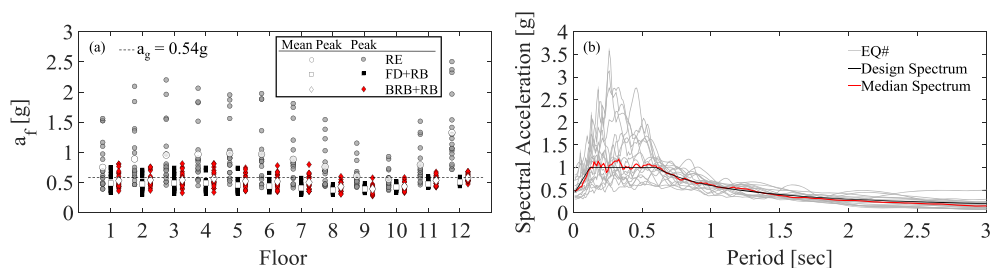 (a)
a_g = 0.54g
Mean Peak Peak
RE
FD+RB
BRB+RB
a_f [g]
3
2.5
2
1.5
1
0.5
0
1 2 3 4 5 6 7 8 9 10 11 12
Floor
(b)
EQ#
Design Spectrum
Median Spectrum
Spectral Acceleration [g]
4
3.5
3
2.5
2
1.5
1
0.5
0
0 0.5 1 1.5 2 2.5 3
Period [sec]